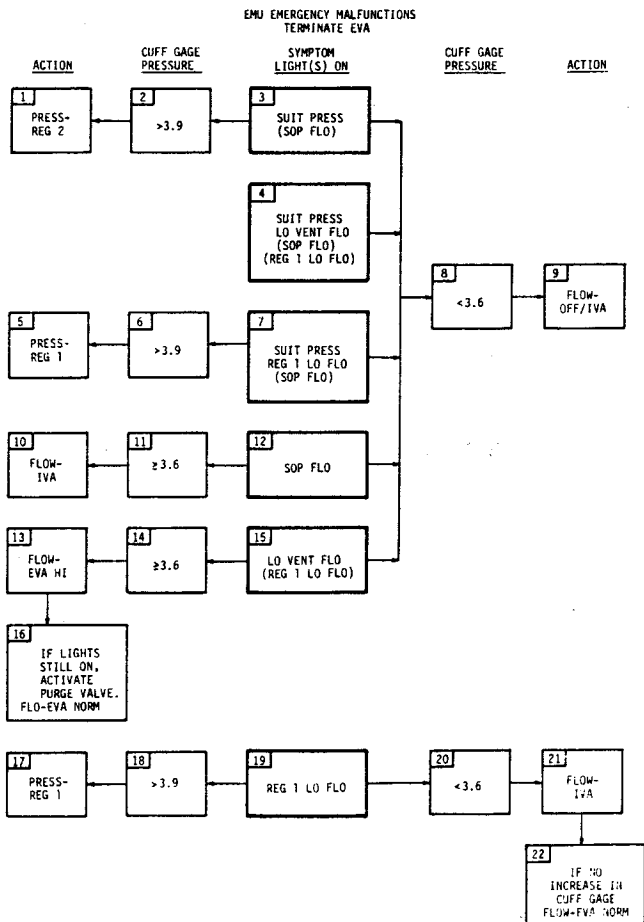 EMU EMERGENCY MALFUNCTIONS
TERMINATE EVA
ACTION
CUFF GAGE
PRESSURE
SYMPTOM
LIGHT(S) ON
CUFF GAGE
PRESSURE
ACTION
1
PRESS-
REG 2
2
>3.9
3
SUIT PRESS
(SOP FLO)
4
SUIT PRESS
LO VENT FLO
(SOP FLO)
(REG 1 LO FLO)
5
PRESS-
REG 1
6
>3.9
7
SUIT PRESS
REG 1 LO FLO
(SOP FLO)
8
<3.6
9
FLOW-
OFF/IVA
10
FLOW-
IVA
11
≥3.6
12
SOP FLO
13
FLOW-
EVA HI
14
≥3.6
15
LO VENT FLO
(REG 1 LO FLO)
16
IF LIGHTS
STILL ON,
ACTIVATE
PURGE VALVE.
FLO-EVA NORM
17
PRESS-
REG 1
18
>3.9
19
REG 1 LO FLO
20
<3.6
21
FLOW-
IVA
22
IF NO
INCREASE IN
CUFF GAGE
FLOW-EVA NORM